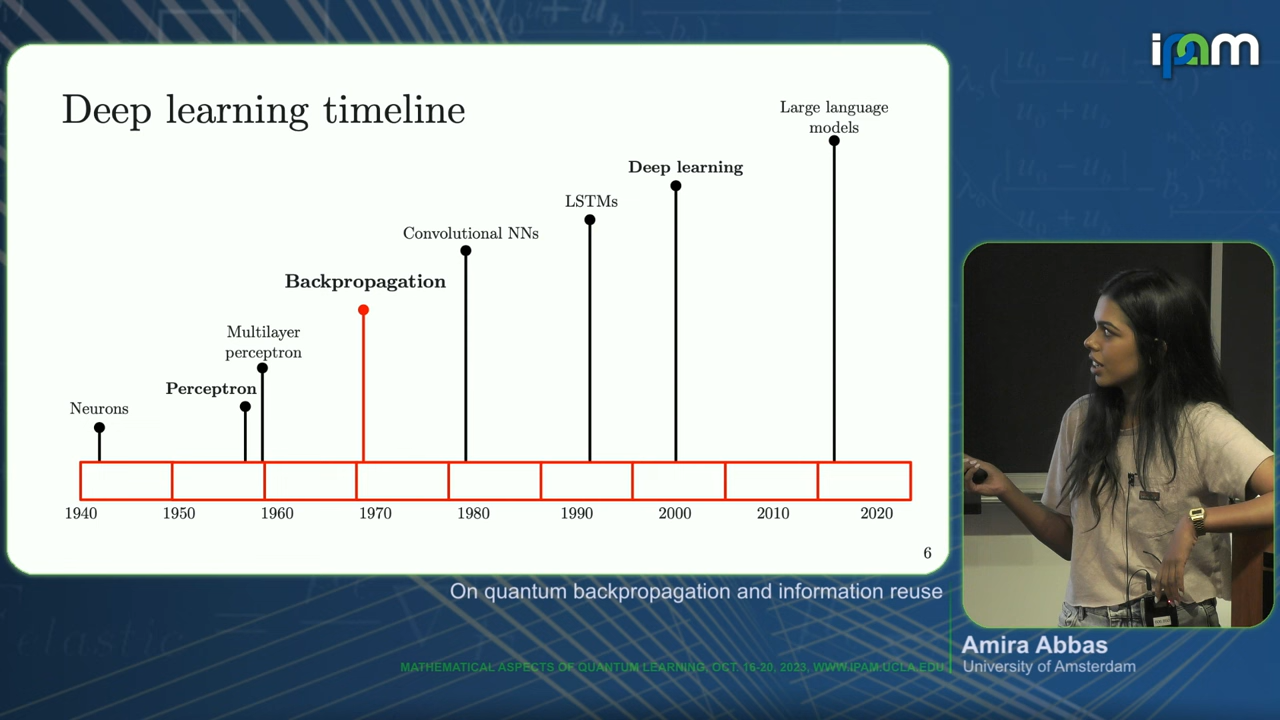 ipam
Deep learning timeline
Large language
models
Deep learning
LSTMs
Convolutional NNs
Backpropagation
Multilayer
perceptron
Perceptron
Neurons
1940 1950 1960 1970 1980 1990 2000 2010 2020
6
On quantum backpropagation and information reuse
Amira Abbas
University of Amsterdam
MATHEMATICAL ASPECTS OF QUANTUM LEARNING, OCT. 16-20, 2023, WWW.IPAM.UCLA.EDU